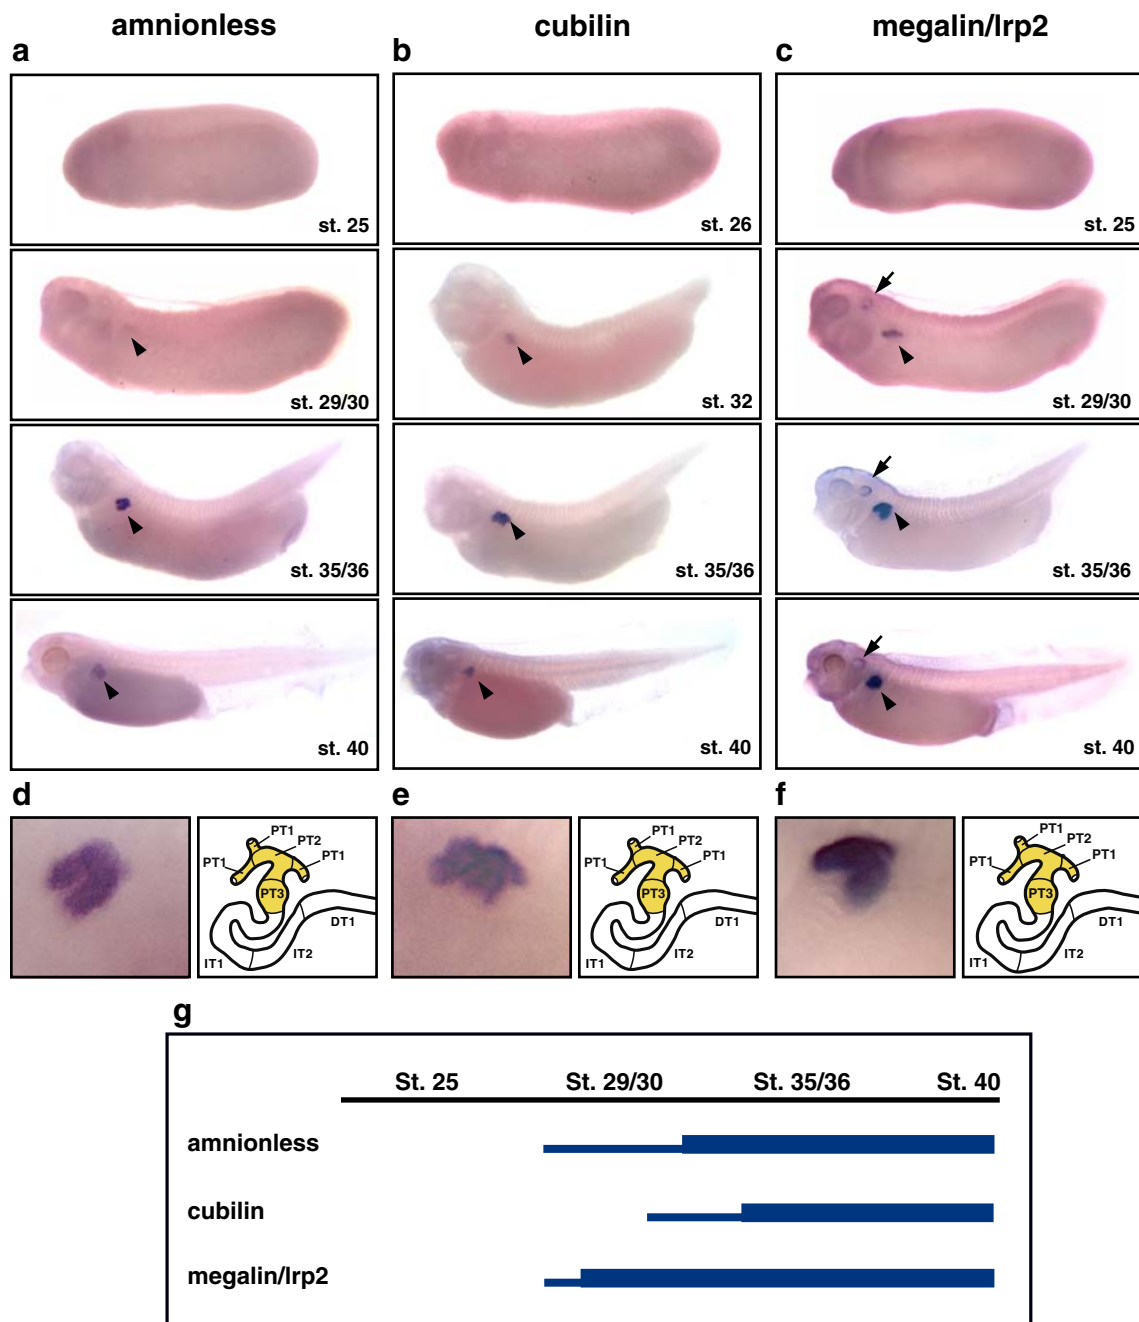 amnionless
cubilin
megalin/lrp2
a
b
c
st. 25
st. 26
st. 25
st. 29/30
st. 32
st. 29/30
st. 35/36
st. 35/36
st. 35/36
st. 40
st. 40
st. 40
d
e
f
PT1
PT2
PT1
PT1
PT3
DT1
IT2
IT1
PT1
PT2
PT1
PT1
PT3
DT1
IT2
IT1
PT1
PT2
PT1
PT1
PT3
DT1
IT2
IT1
g
St. 25 St. 29/30 St. 35/36 St. 40
amnionless
cubilin
megalin/lrp2